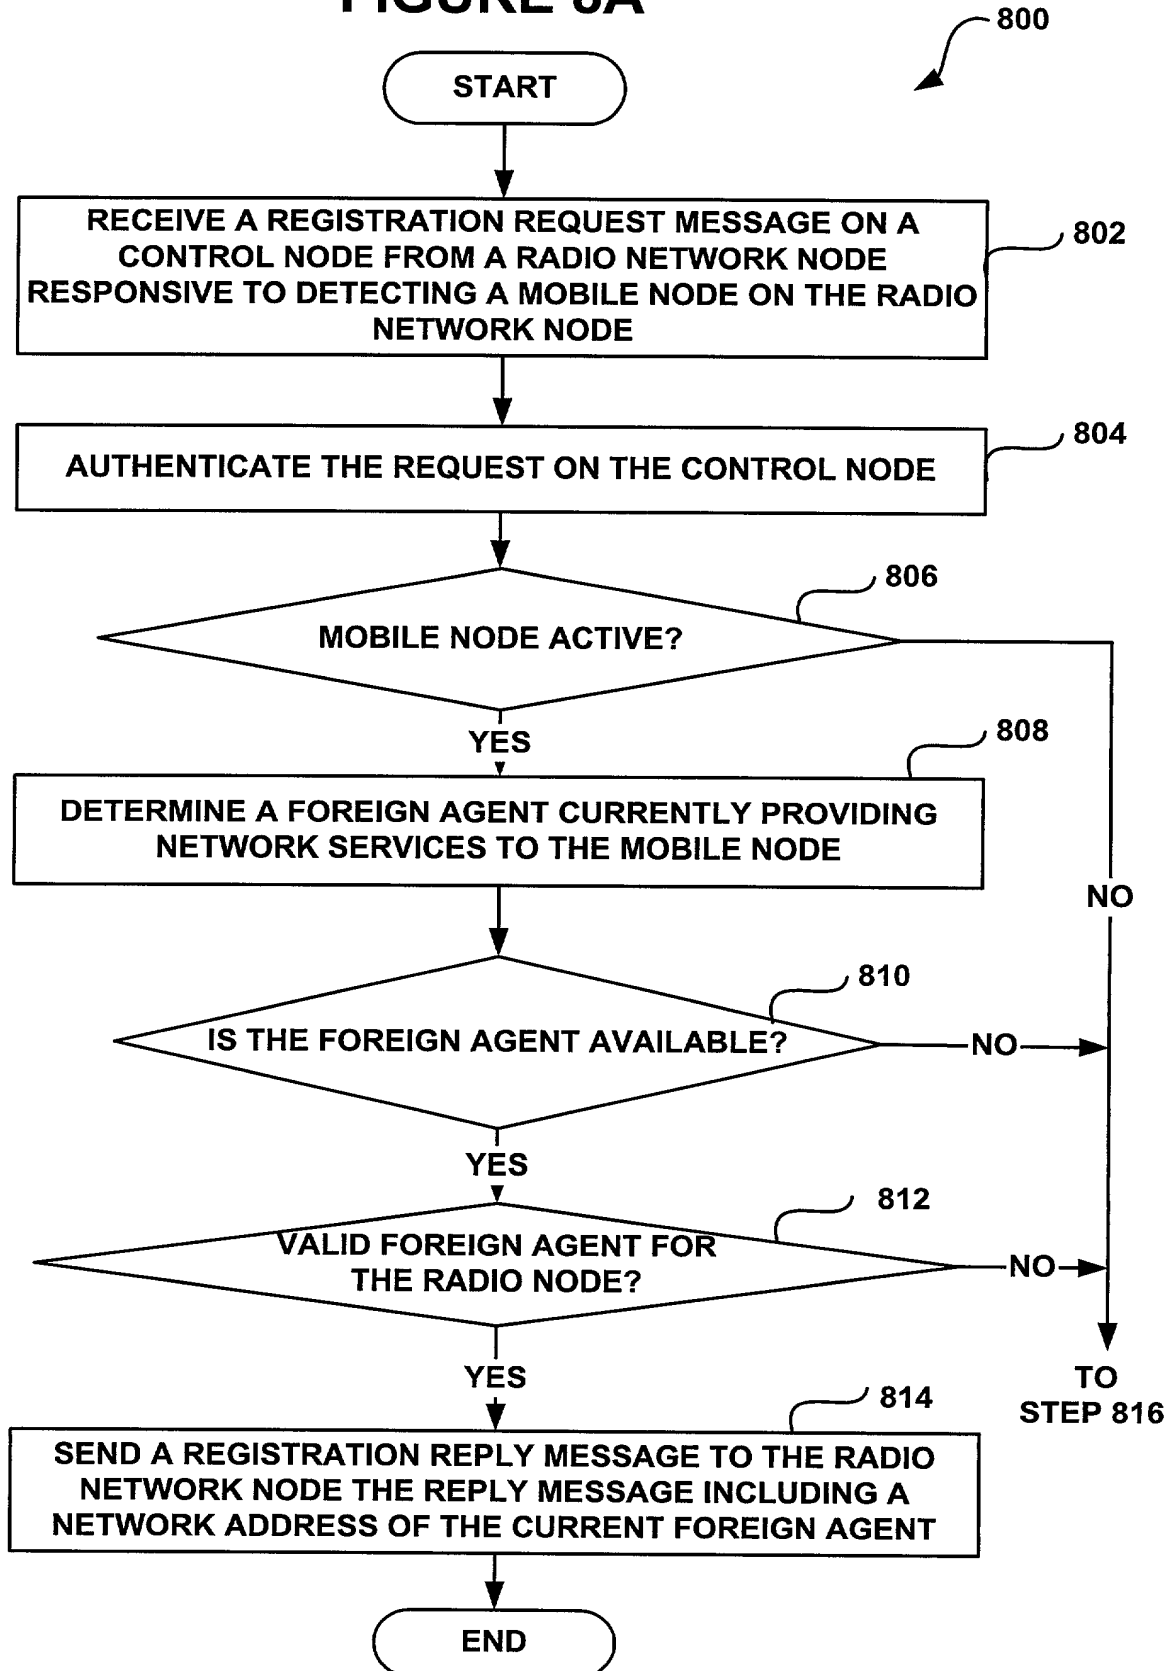 FIGURE 8A
800
START
RECEIVE A REGISTRATION REQUEST MESSAGE ON A
CONTROL NODE FROM A RADIO NETWORK NODE
RESPONSIVE TO DETECTING A MOBILE NODE ON THE RADIO
NETWORK NODE
802
AUTHENTICATE THE REQUEST ON THE CONTROL NODE
804
MOBILE NODE ACTIVE?
806
YES
808
DETERMINE A FOREIGN AGENT CURRENTLY PROVIDING
NETWORK SERVICES TO THE MOBILE NODE
NO
810
IS THE FOREIGN AGENT AVAILABLE?
NO
YES
812
VALID FOREIGN AGENT FOR
THE RADIO NODE?
NO
YES
TO
STEP 816
814
SEND A REGISTRATION REPLY MESSAGE TO THE RADIO
NETWORK NODE THE REPLY MESSAGE INCLUDING A
NETWORK ADDRESS OF THE CURRENT FOREIGN AGENT
END